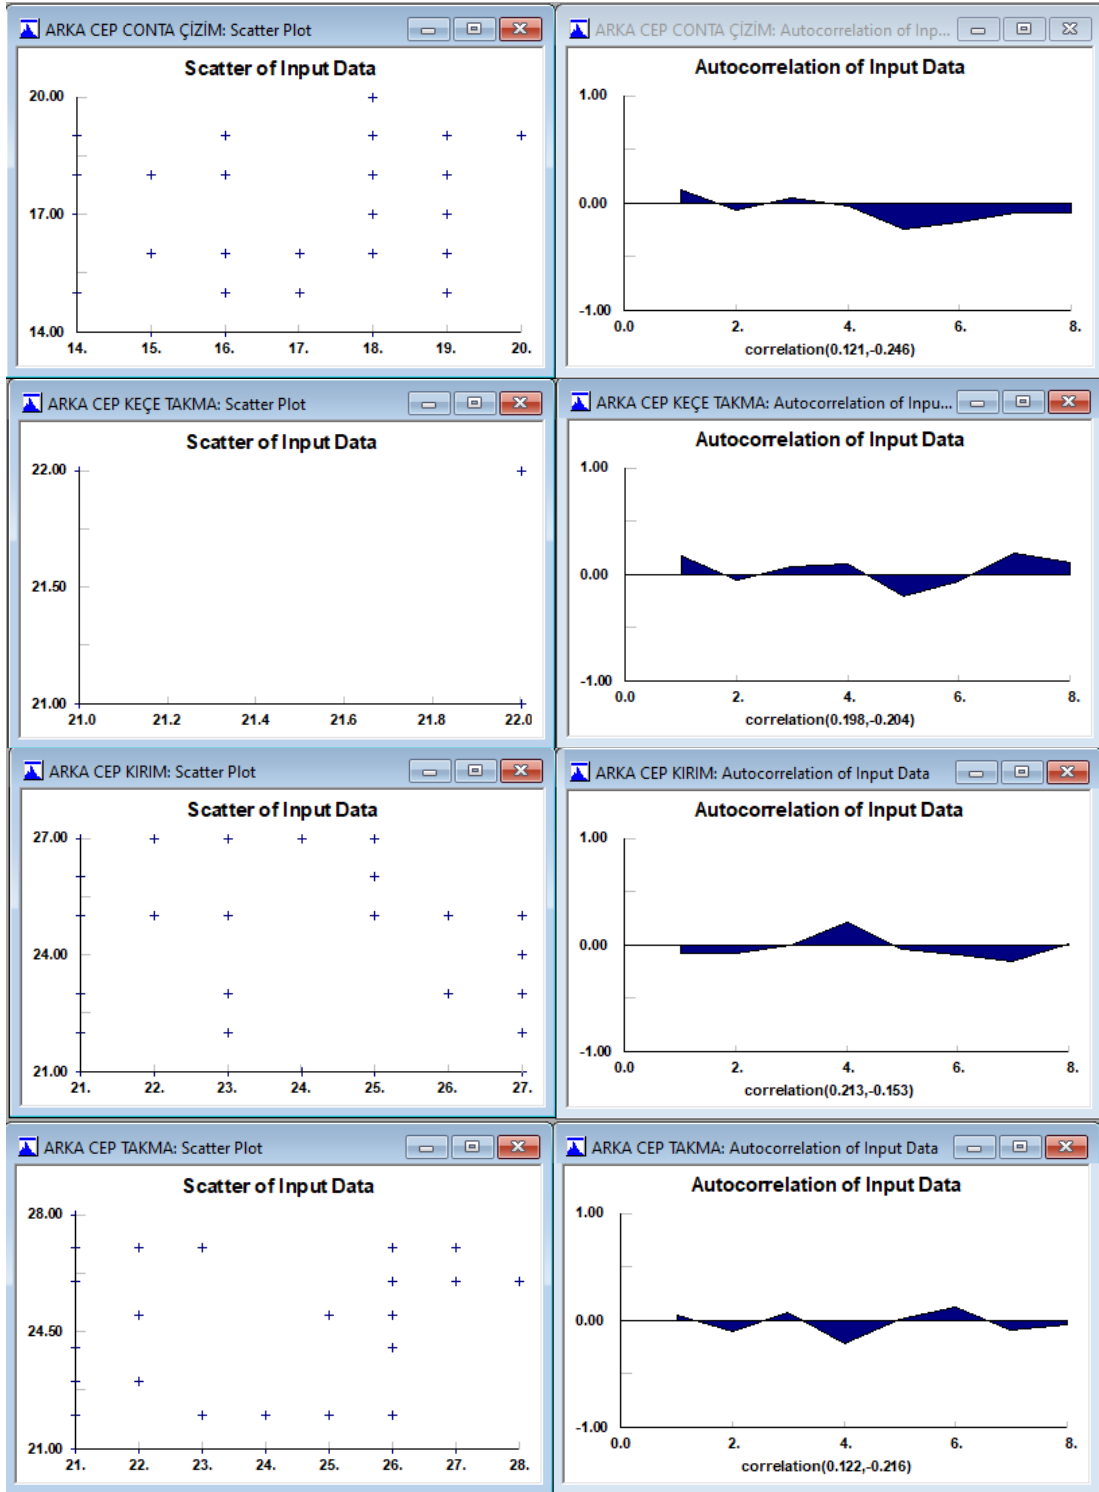 ARKA CEP CONTA ÇİZİM: Scatter Plot
Scatter of Input Data
20.00
17.00
14.00
14. 15. 16. 17. 18. 19. 20.
ARKA CEP CONTA ÇİZİM: Autocorrelation of Inp...
Autocorrelation of Input Data
1.00
0.00
-1.00
0.0 2. 4. 6. 8.
correlation(0.121,-0.246)
ARKA CEP KEÇE TAKMA: Scatter Plot
Scatter of Input Data
22.00
21.50
21.00
21.0 21.2 21.4 21.6 21.8 22.0
ARKA CEP KEÇE TAKMA: Autocorrelation of Inpu...
Autocorrelation of Input Data
1.00
0.00
-1.00
0.0 2. 4. 6. 8.
correlation(0.198,-0.204)
ARKA CEP KIRIM: Scatter Plot
Scatter of Input Data
27.00
24.00
21.00
21. 22. 23. 24. 25. 26. 27.
ARKA CEP KIRIM: Autocorrelation of Input Data
Autocorrelation of Input Data
1.00
0.00
-1.00
0.0 2. 4. 6. 8.
correlation(0.213,-0.153)
ARKA CEP TAKMA: Scatter Plot
Scatter of Input Data
28.00
24.50
21.00
21. 22. 23. 24. 25. 26. 27. 28.
ARKA CEP TAKMA: Autocorrelation of Input Data
Autocorrelation of Input Data
1.00
0.00
-1.00
0.0 2. 4. 6. 8.
correlation(0.122,-0.216)